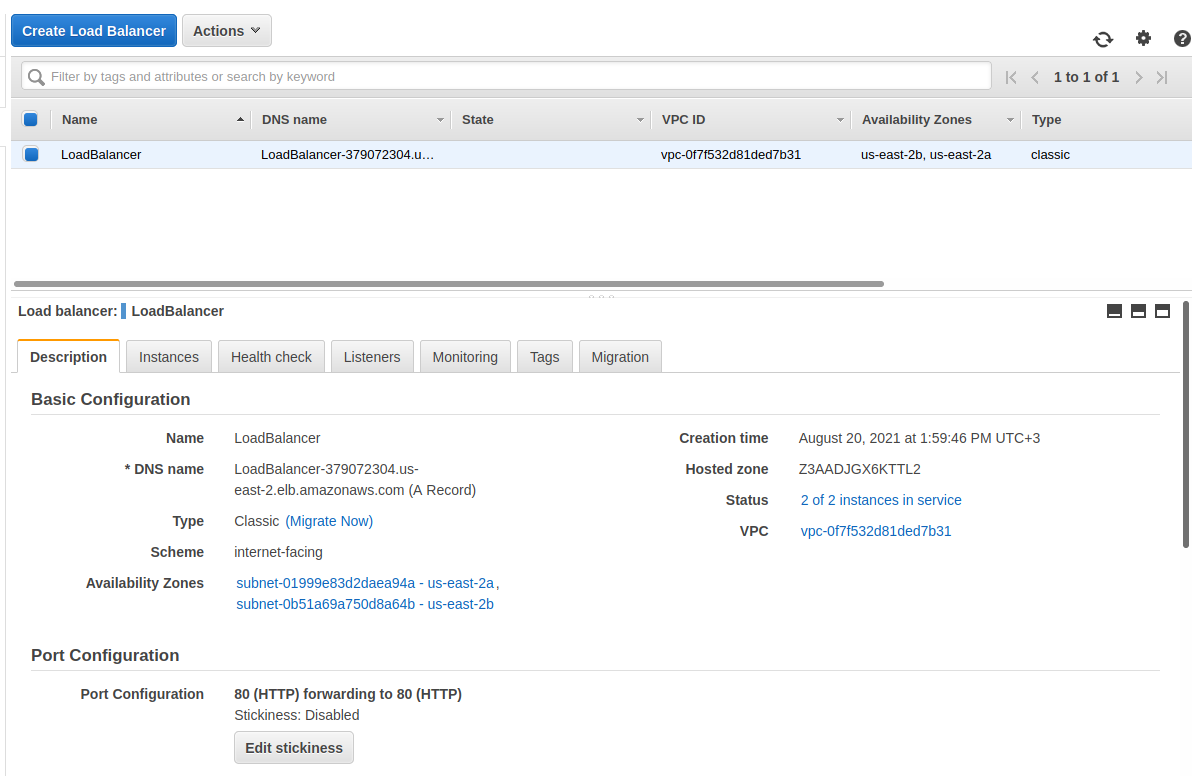 Create Load Balancer Actions
?
Filter by tags and attributes or search by keyword 1 to 1 of 1
Name DNS name State VPC ID Availability Zones Type
LoadBalancer LoadBalancer-379072304.u… vpc-0f7f532d81ded7b31 us-east-2b, us-east-2a classic
Load balancer: LoadBalancer
Description Instances Health check Listeners Monitoring Tags Migration
Basic Configuration
Name LoadBalancer Creation time August 20, 2021 at 1:59:46 PM UTC+3
* DNS name LoadBalancer-379072304.us- Hosted zone Z3AADJGX6KTTL2
east-2.elb.amazonaws.com (A Record) Status 2 of 2 instances in service
Type Classic (Migrate Now) VPC vpc-0f7f532d81ded7b31
Scheme internet-facing
Availability Zones subnet-01999e83d2daea94a - us-east-2a,
subnet-0b51a69a750d8a64b - us-east-2b
Port Configuration
Port Configuration 80 (HTTP) forwarding to 80 (HTTP)
Stickiness: Disabled
Edit stickiness